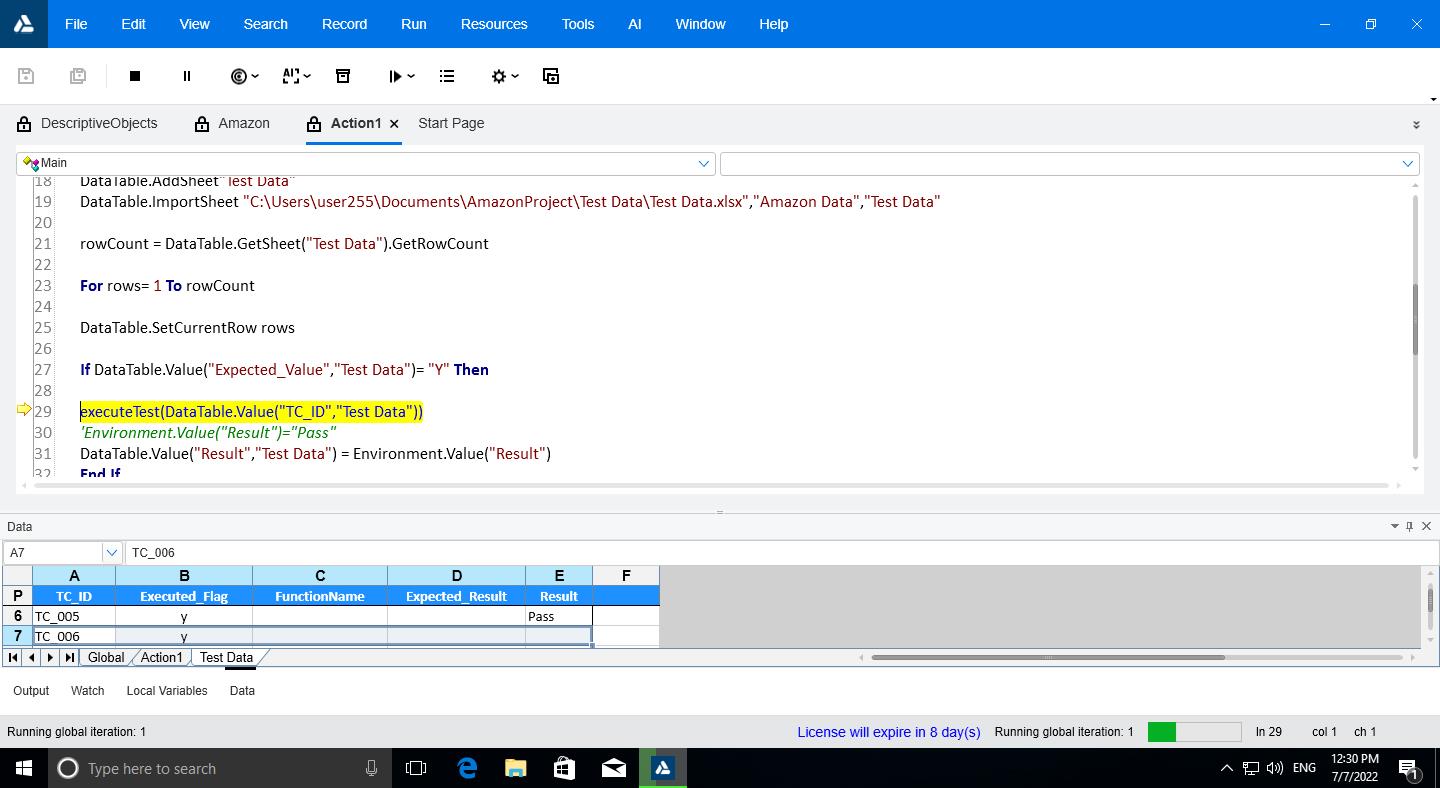 File Edit View Search Record Run Resources Tools AI Window Help
DescriptiveObjects Amazon Action1 Start Page
Main
18 DataTable.AddSheet"Test Data"
19 DataTable.ImportSheet "C:\Users\user255\Documents\AmazonProject\Test Data\Test Data.xlsx","Amazon Data","Test Data"
20
21 rowCount = DataTable.GetSheet("Test Data").GetRowCount
22
23 For rows= 1 To rowCount
24
25 DataTable.SetCurrentRow rows
26
27 If DataTable.Value("Expected_Value","Test Data")= "Y" Then
28
29 executeTest(DataTable.Value("TC_ID","Test Data"))
30 'Environment.Value("Result")="Pass"
31 DataTable.Value("Result","Test Data") = Environment.Value("Result")
32 End If
Data
A7 TC_006
A B C D E F
P TC_ID Executed_Flag FunctionName Expected_Result Result
6 TC_005 y Pass
7 TC_006 y
Global Action1 Test Data
Output Watch Local Variables Data
Running global iteration: 1 License will expire in 8 day(s) Running global iteration: 1 ln 29 col 1 ch 1
Type here to search ENG 12:30 PM
7/7/2022 1